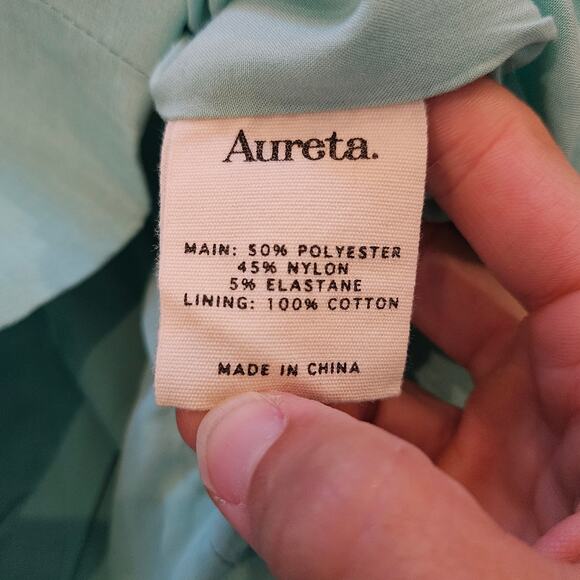 Aureta.
MAIN: 50% POLYESTER
45% NYLON
5% ELASTANE
LINING: 100% COTTON
MADE IN CHINA